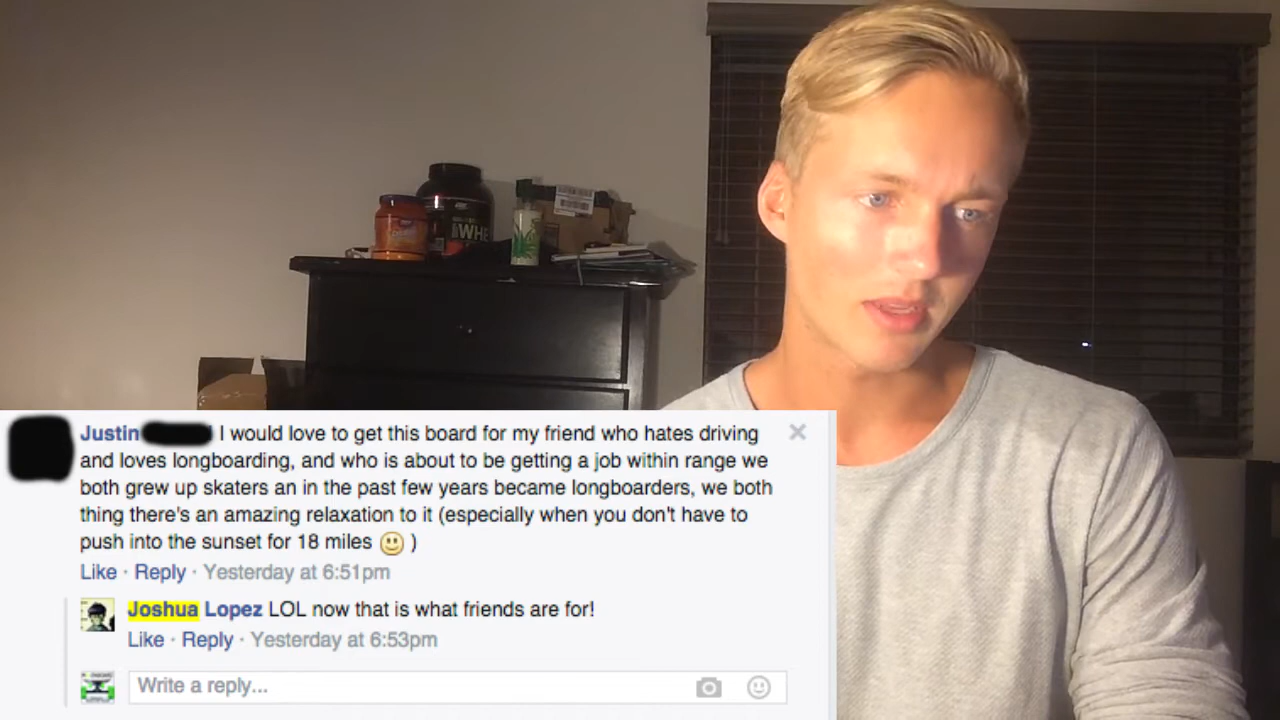 WHE
Justin I would love to get this board for my friend who hates driving
and loves longboarding, and who is about to be getting a job within range we
both grew up skaters an in the past few years became longboarders, we both
thing there's an amazing relaxation to it (especially when you don't have to
push into the sunset for 18 miles 🙂 )
Like · Reply · Yesterday at 6:51pm
Joshua Lopez LOL now that is what friends are for!
Like · Reply · Yesterday at 6:53pm
Write a reply...